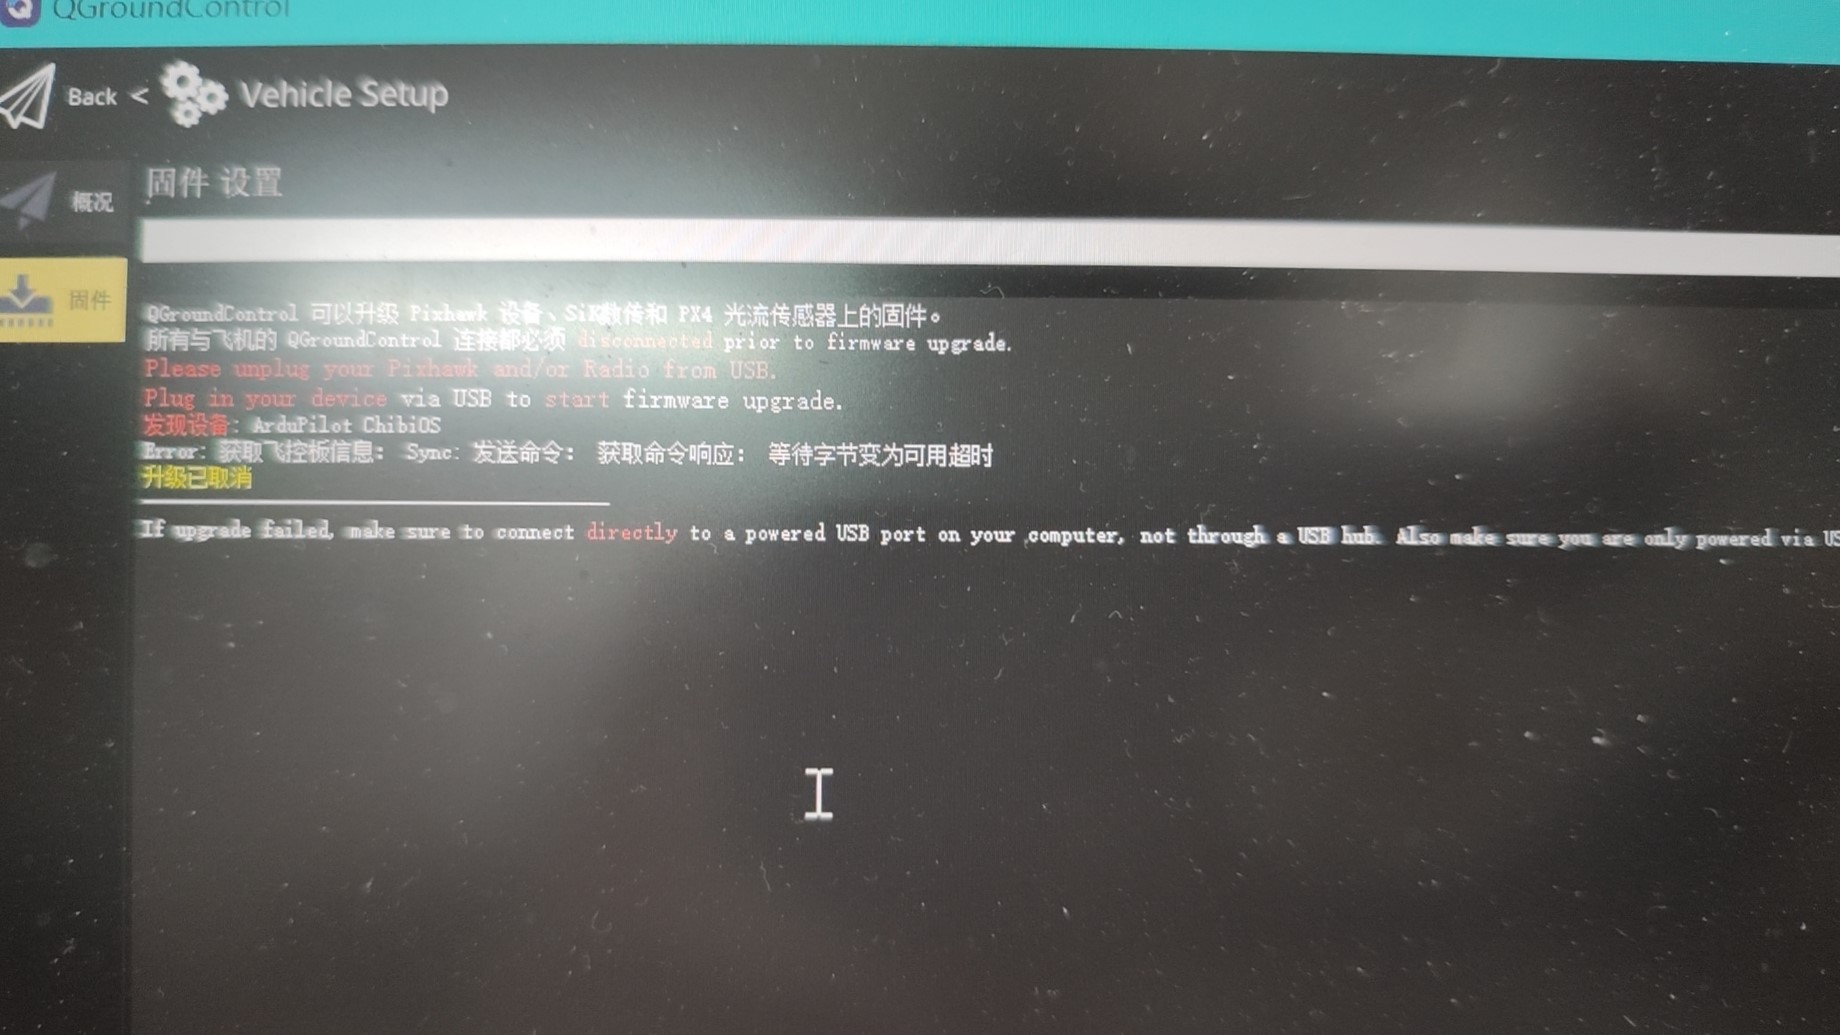 QGroundControl
Back < Vehicle Setup
概况
固件 设置
固件
QGroundControl 可以升级 Pixhawk 设备、SiK数传和 PX4 光流传感器上的固件。
所有与飞机的 QGroundControl 连接都必须 disconnected prior to firmware upgrade.
Please unplug your Pixhawk and/or Radio from USB.
Plug in your device via USB to start firmware upgrade.
发现设备: ArduPilot ChibiOS
Error: 获取飞控板信息: Sync: 发送命令: 获取命令响应: 等待字节变为可用超时
升级已取消
If upgrade failed, make sure to connect directly to a powered USB port on your computer, not through a USB hub. Also make sure you are only powered via US